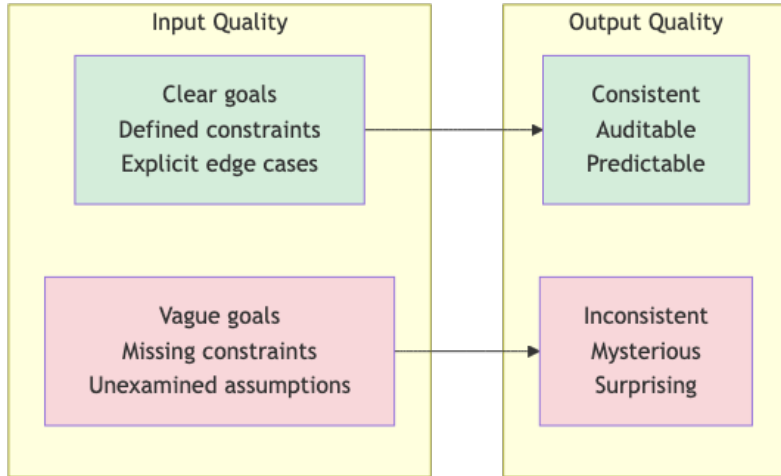 Input Quality
Clear goals
Defined constraints
Explicit edge cases
Vague goals
Missing constraints
Unexamined assumptions
Output Quality
Consistent
Auditable
Predictable
Inconsistent
Mysterious
Surprising